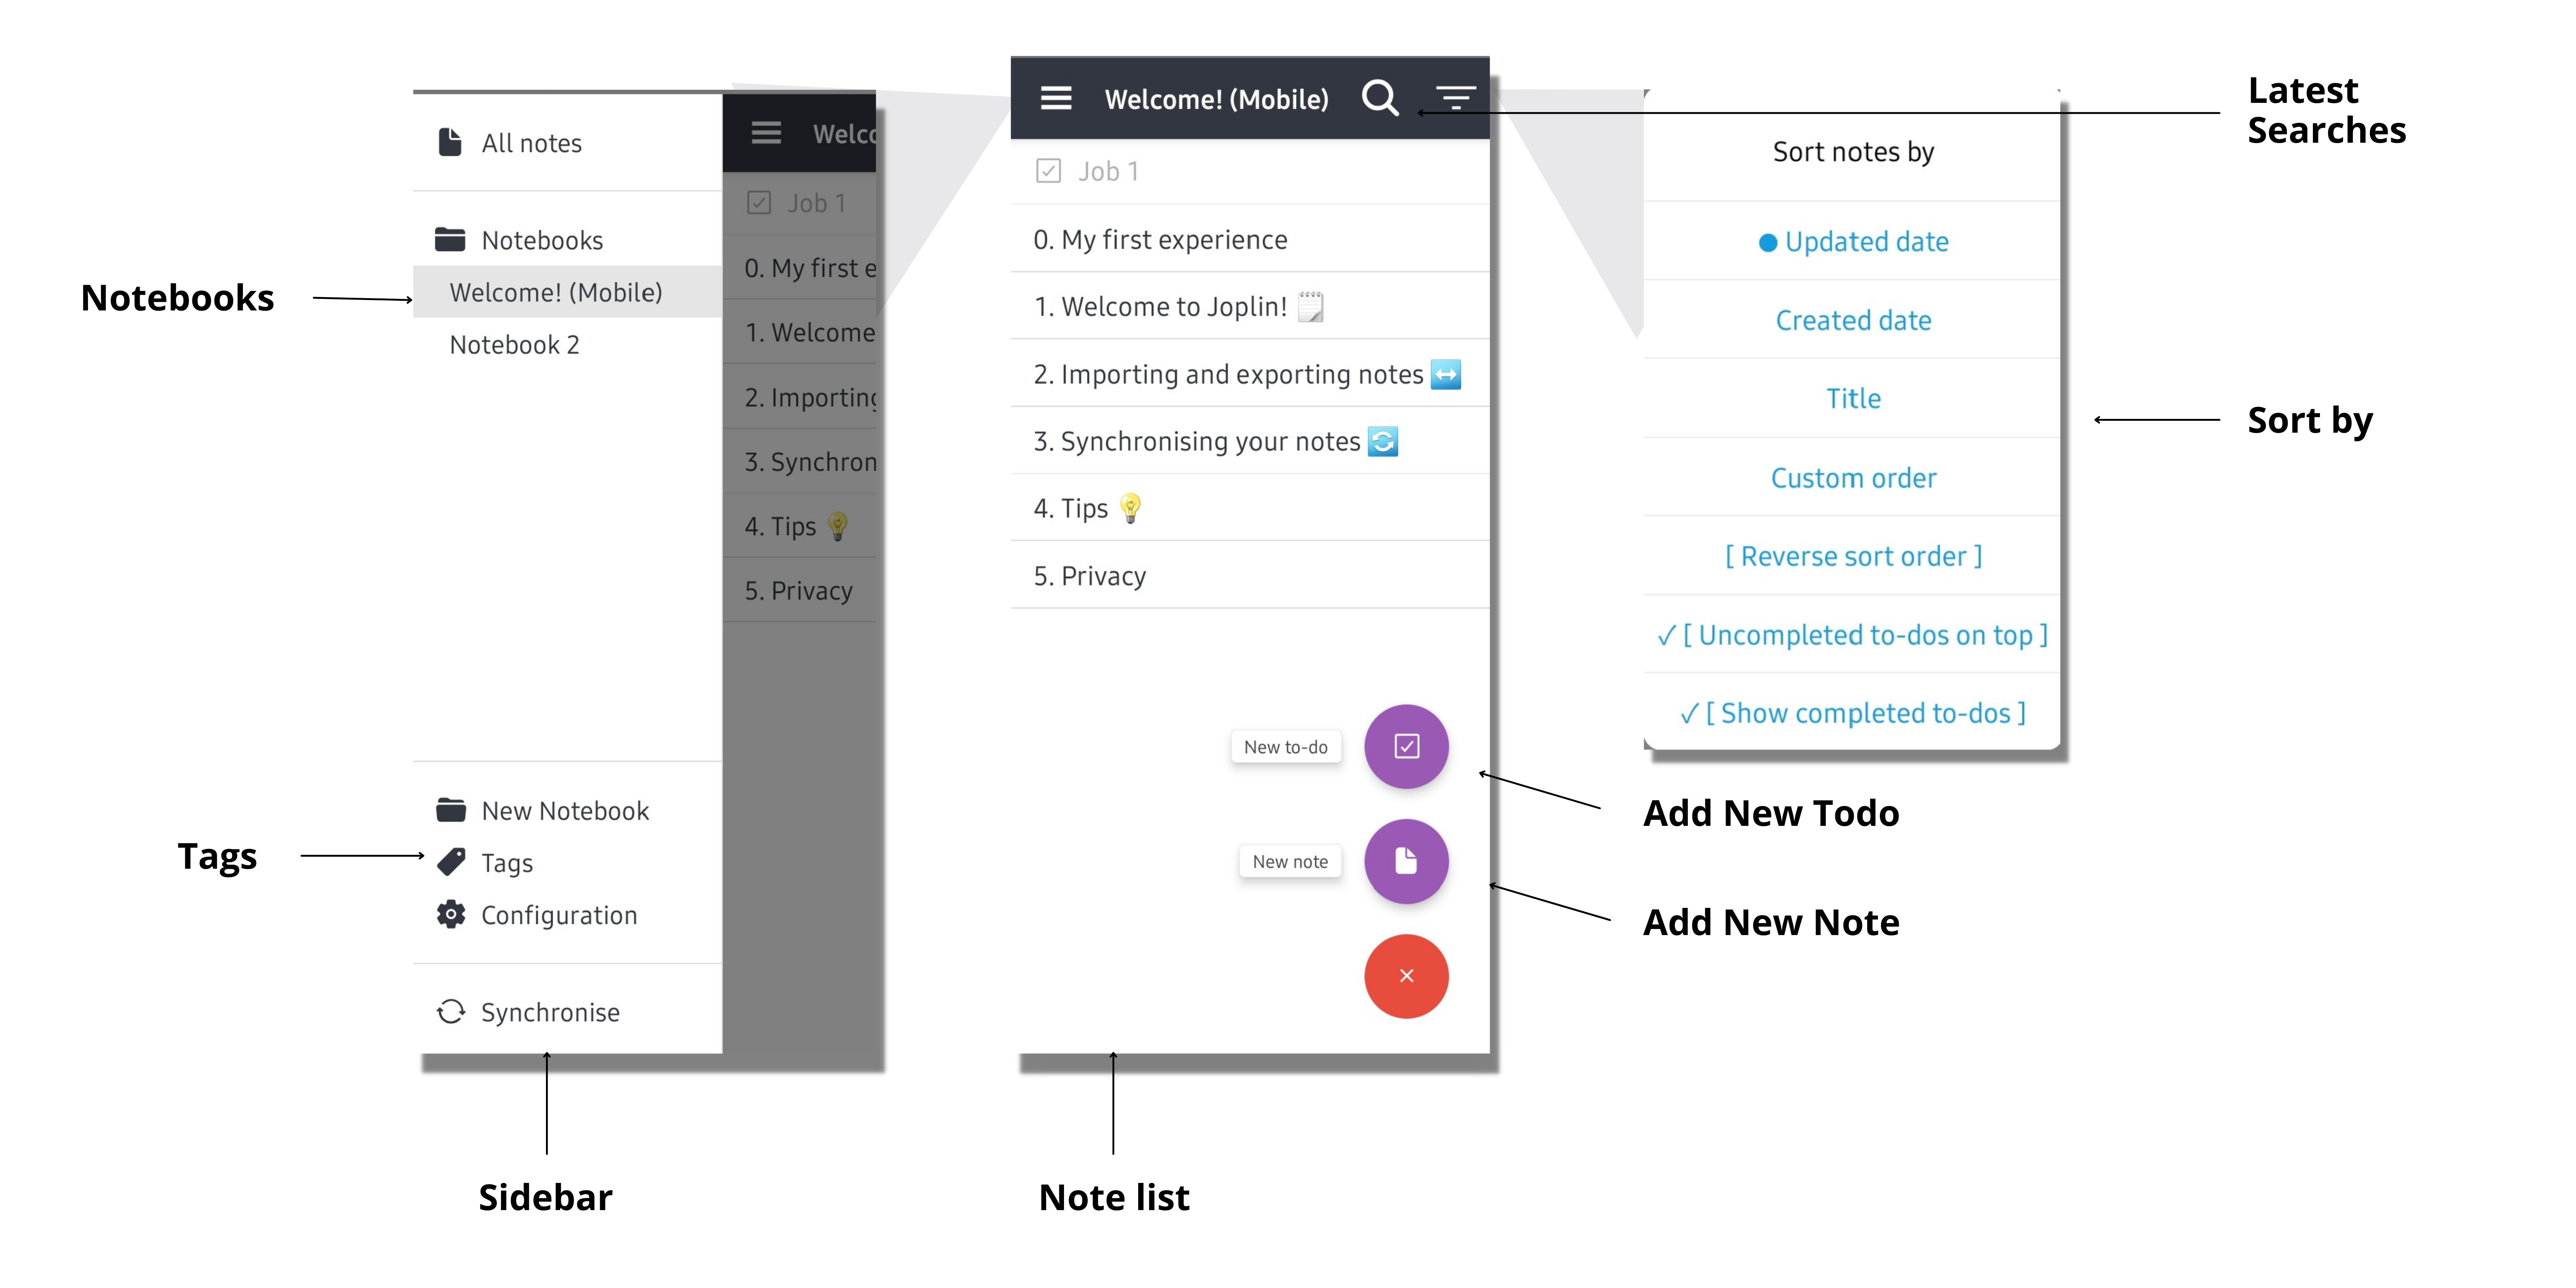 Notebooks
Tags
All notes
Notebooks
Welcome! (Mobile)
Notebook 2
New Notebook
Tags
Configuration
Synchronise
Welco
Job 1
0. My first e
1. Welcome
2. Importing
3. Synchron
4. Tips 💡
5. Privacy
Sidebar
Welcome! (Mobile)
Job 1
0. My first experience
1. Welcome to Joplin! 🗒️
2. Importing and exporting notes ↔️
3. Synchronising your notes 🔄
4. Tips 💡
5. Privacy
New to-do
New note
Note list
Sort notes by
● Updated date
Created date
Title
Custom order
[ Reverse sort order ]
✓ [ Uncompleted to-dos on top ]
✓ [ Show completed to-dos ]
Latest
Searches
Sort by
Add New Todo
Add New Note